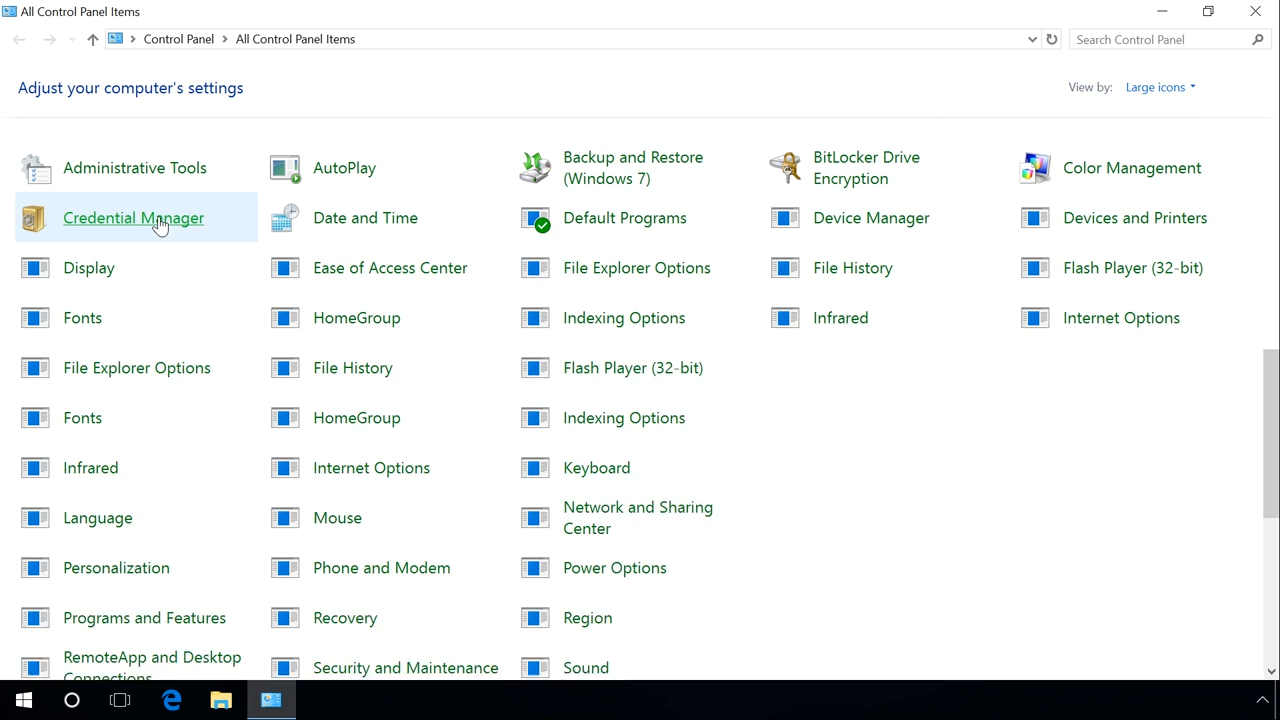 All Control Panel Items
Control Panel > All Control Panel Items
Search Control Panel
Adjust your computer's settings
View by: Large icons
Administrative Tools
AutoPlay
Backup and Restore
(Windows 7)
BitLocker Drive
Encryption
Color Management
Credential Manager
Date and Time
Default Programs
Device Manager
Devices and Printers
Display
Ease of Access Center
File Explorer Options
File History
Flash Player (32-bit)
Fonts
HomeGroup
Indexing Options
Infrared
Internet Options
File Explorer Options
File History
Flash Player (32-bit)
Fonts
HomeGroup
Indexing Options
Infrared
Internet Options
Keyboard
Language
Mouse
Network and Sharing
Center
Personalization
Phone and Modem
Power Options
Programs and Features
Recovery
Region
RemoteApp and Desktop
Connections
Security and Maintenance
Sound